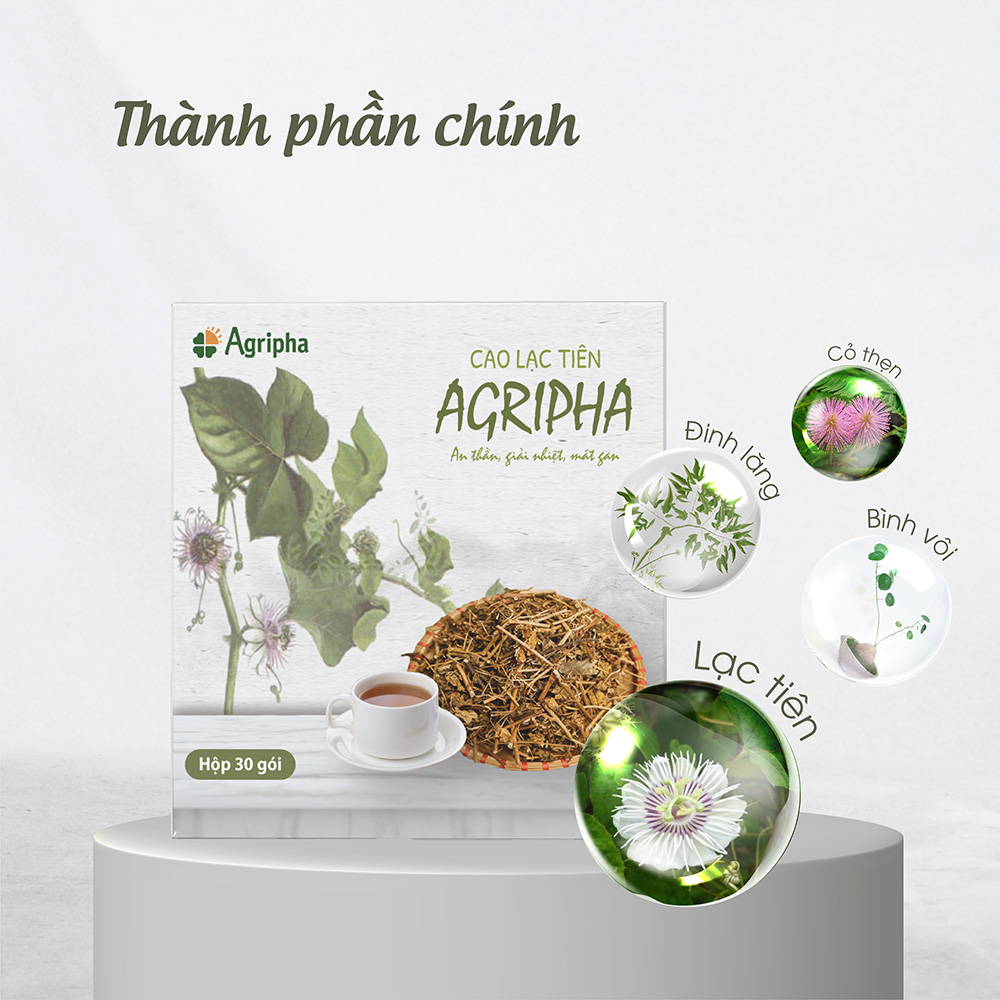 Thành phần chính
Agripha
CAO LẠC TIÊN
AGRIPHA
An thần, giải nhiệt, mát gan
Hộp 30 gói
Cỏ thẹn
Đinh lăng
Bình vôi
Lạc tiên